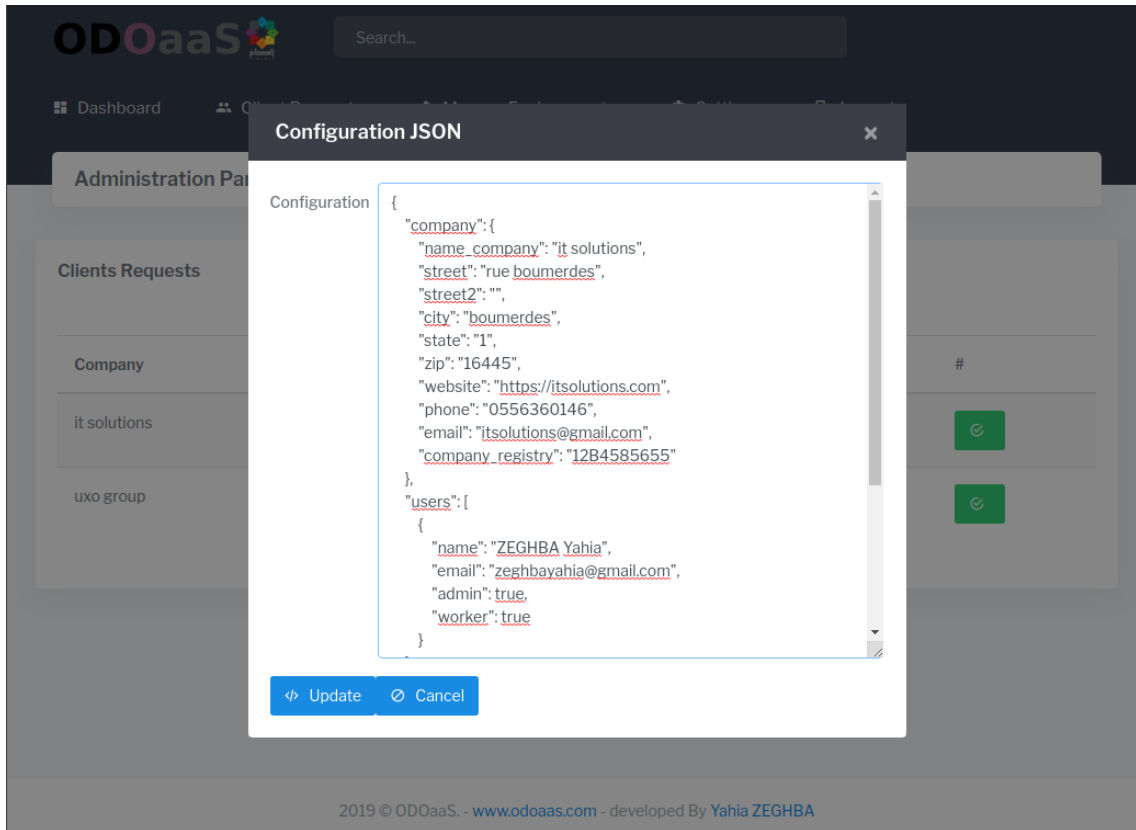 ODOaaS
Search...
Dashboard
Configuration JSON
Administration Pa
Configuration
{
"company": {
"name_company": "it solutions",
"street": "rue boumerdes",
"street2": "",
"city": "boumerdes",
"state": "1",
"zip": "16445",
"website": "https://itsolutions.com",
"phone": "0556360146",
"email": "itsolutions@gmail.com",
"company_registry": "12B4585655"
},
"users": [
{
"name": "ZEGHBA Yahia",
"email": "zeghbayahia@gmail.com",
"admin": true,
"worker": true
}
Clients Requests
Company #
it solutions
uxo group
Update Cancel
2019 © ODOaaS. - www.odoaas.com - developed By Yahia ZEGHBA